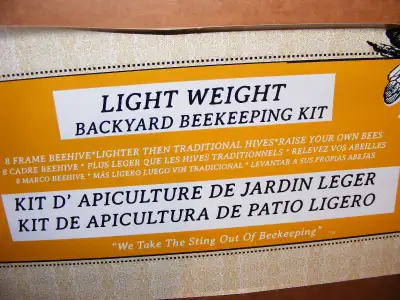 LIGHT WEIGHT
BACKYARD BEEKEEPING KIT
8 FRAME BEEHIVE*LIGHTER THEN TRADITIONAL HIVES*RAISE YOUR OWN BEES
8 CADRE BEEHIVE * PLUS LEGER QUE LES HIVES TRADITIONNELS * RELEVEZ VOS ABEILLES
8 MARCO BEEHIVE * MÁS LIGERO LUEGO VIH TRADICIONAL * LEVANTAR A SUS PROPIAS ABEJAS
KIT D' APICULTURE DE JARDIN LEGER
KIT DE APICULTURA DE PATIO LIGERO
"We Take The Sting Out Of Beekeeping" ™